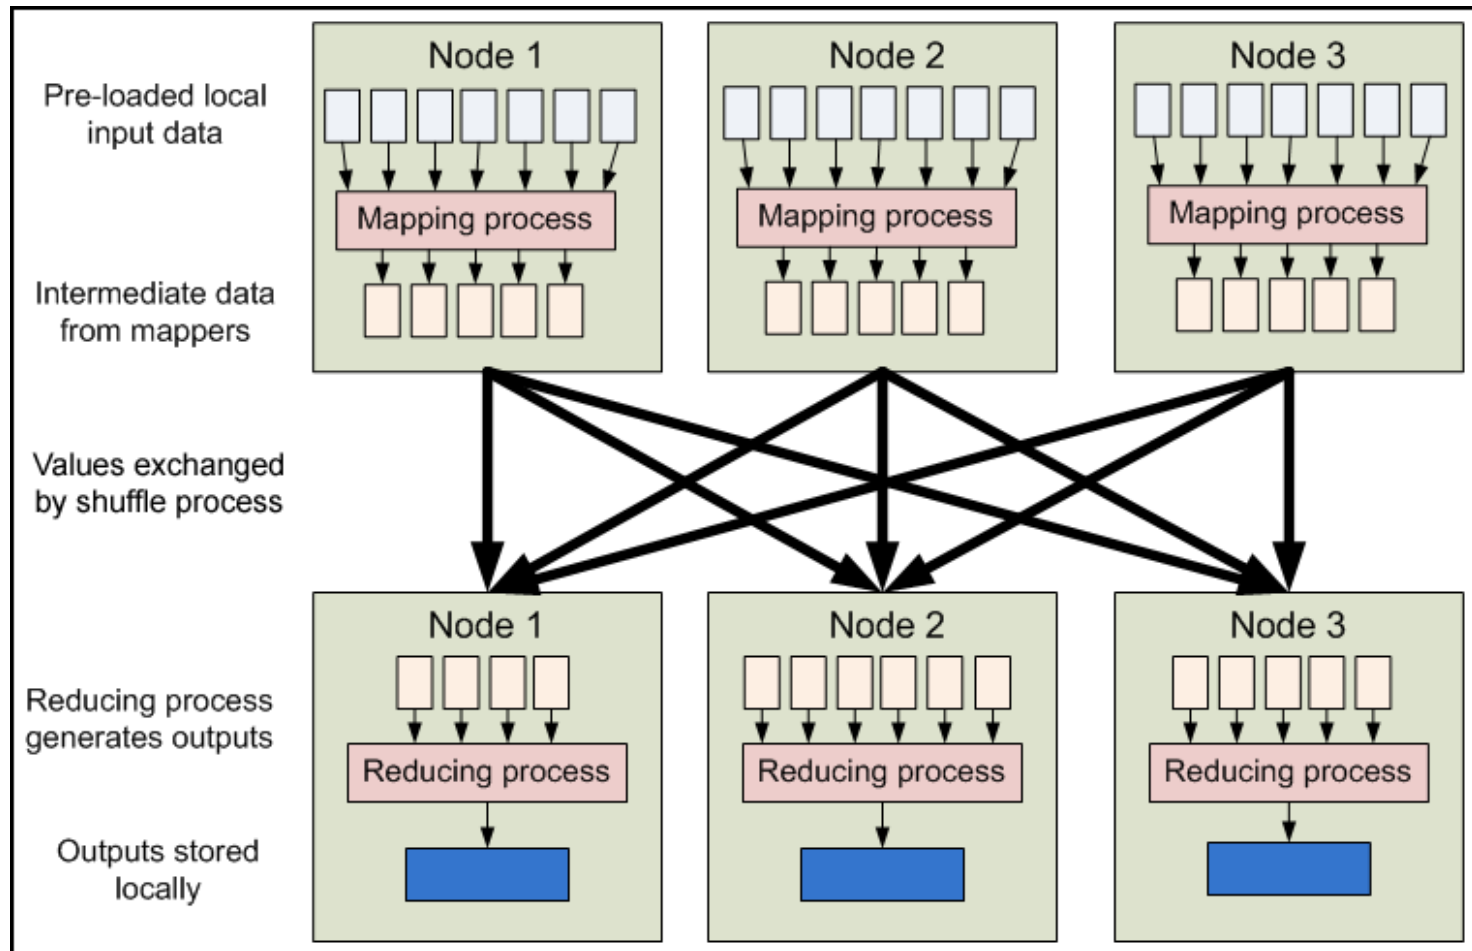 Node 1
Node 2
Node 3
Pre-loaded local
input data
Mapping process
Mapping process
Mapping process
Intermediate data
from mappers
Values exchanged
by shuffle process
Node 1
Node 2
Node 3
Reducing process
generates outputs
Reducing process
Reducing process
Reducing process
Outputs stored
locally